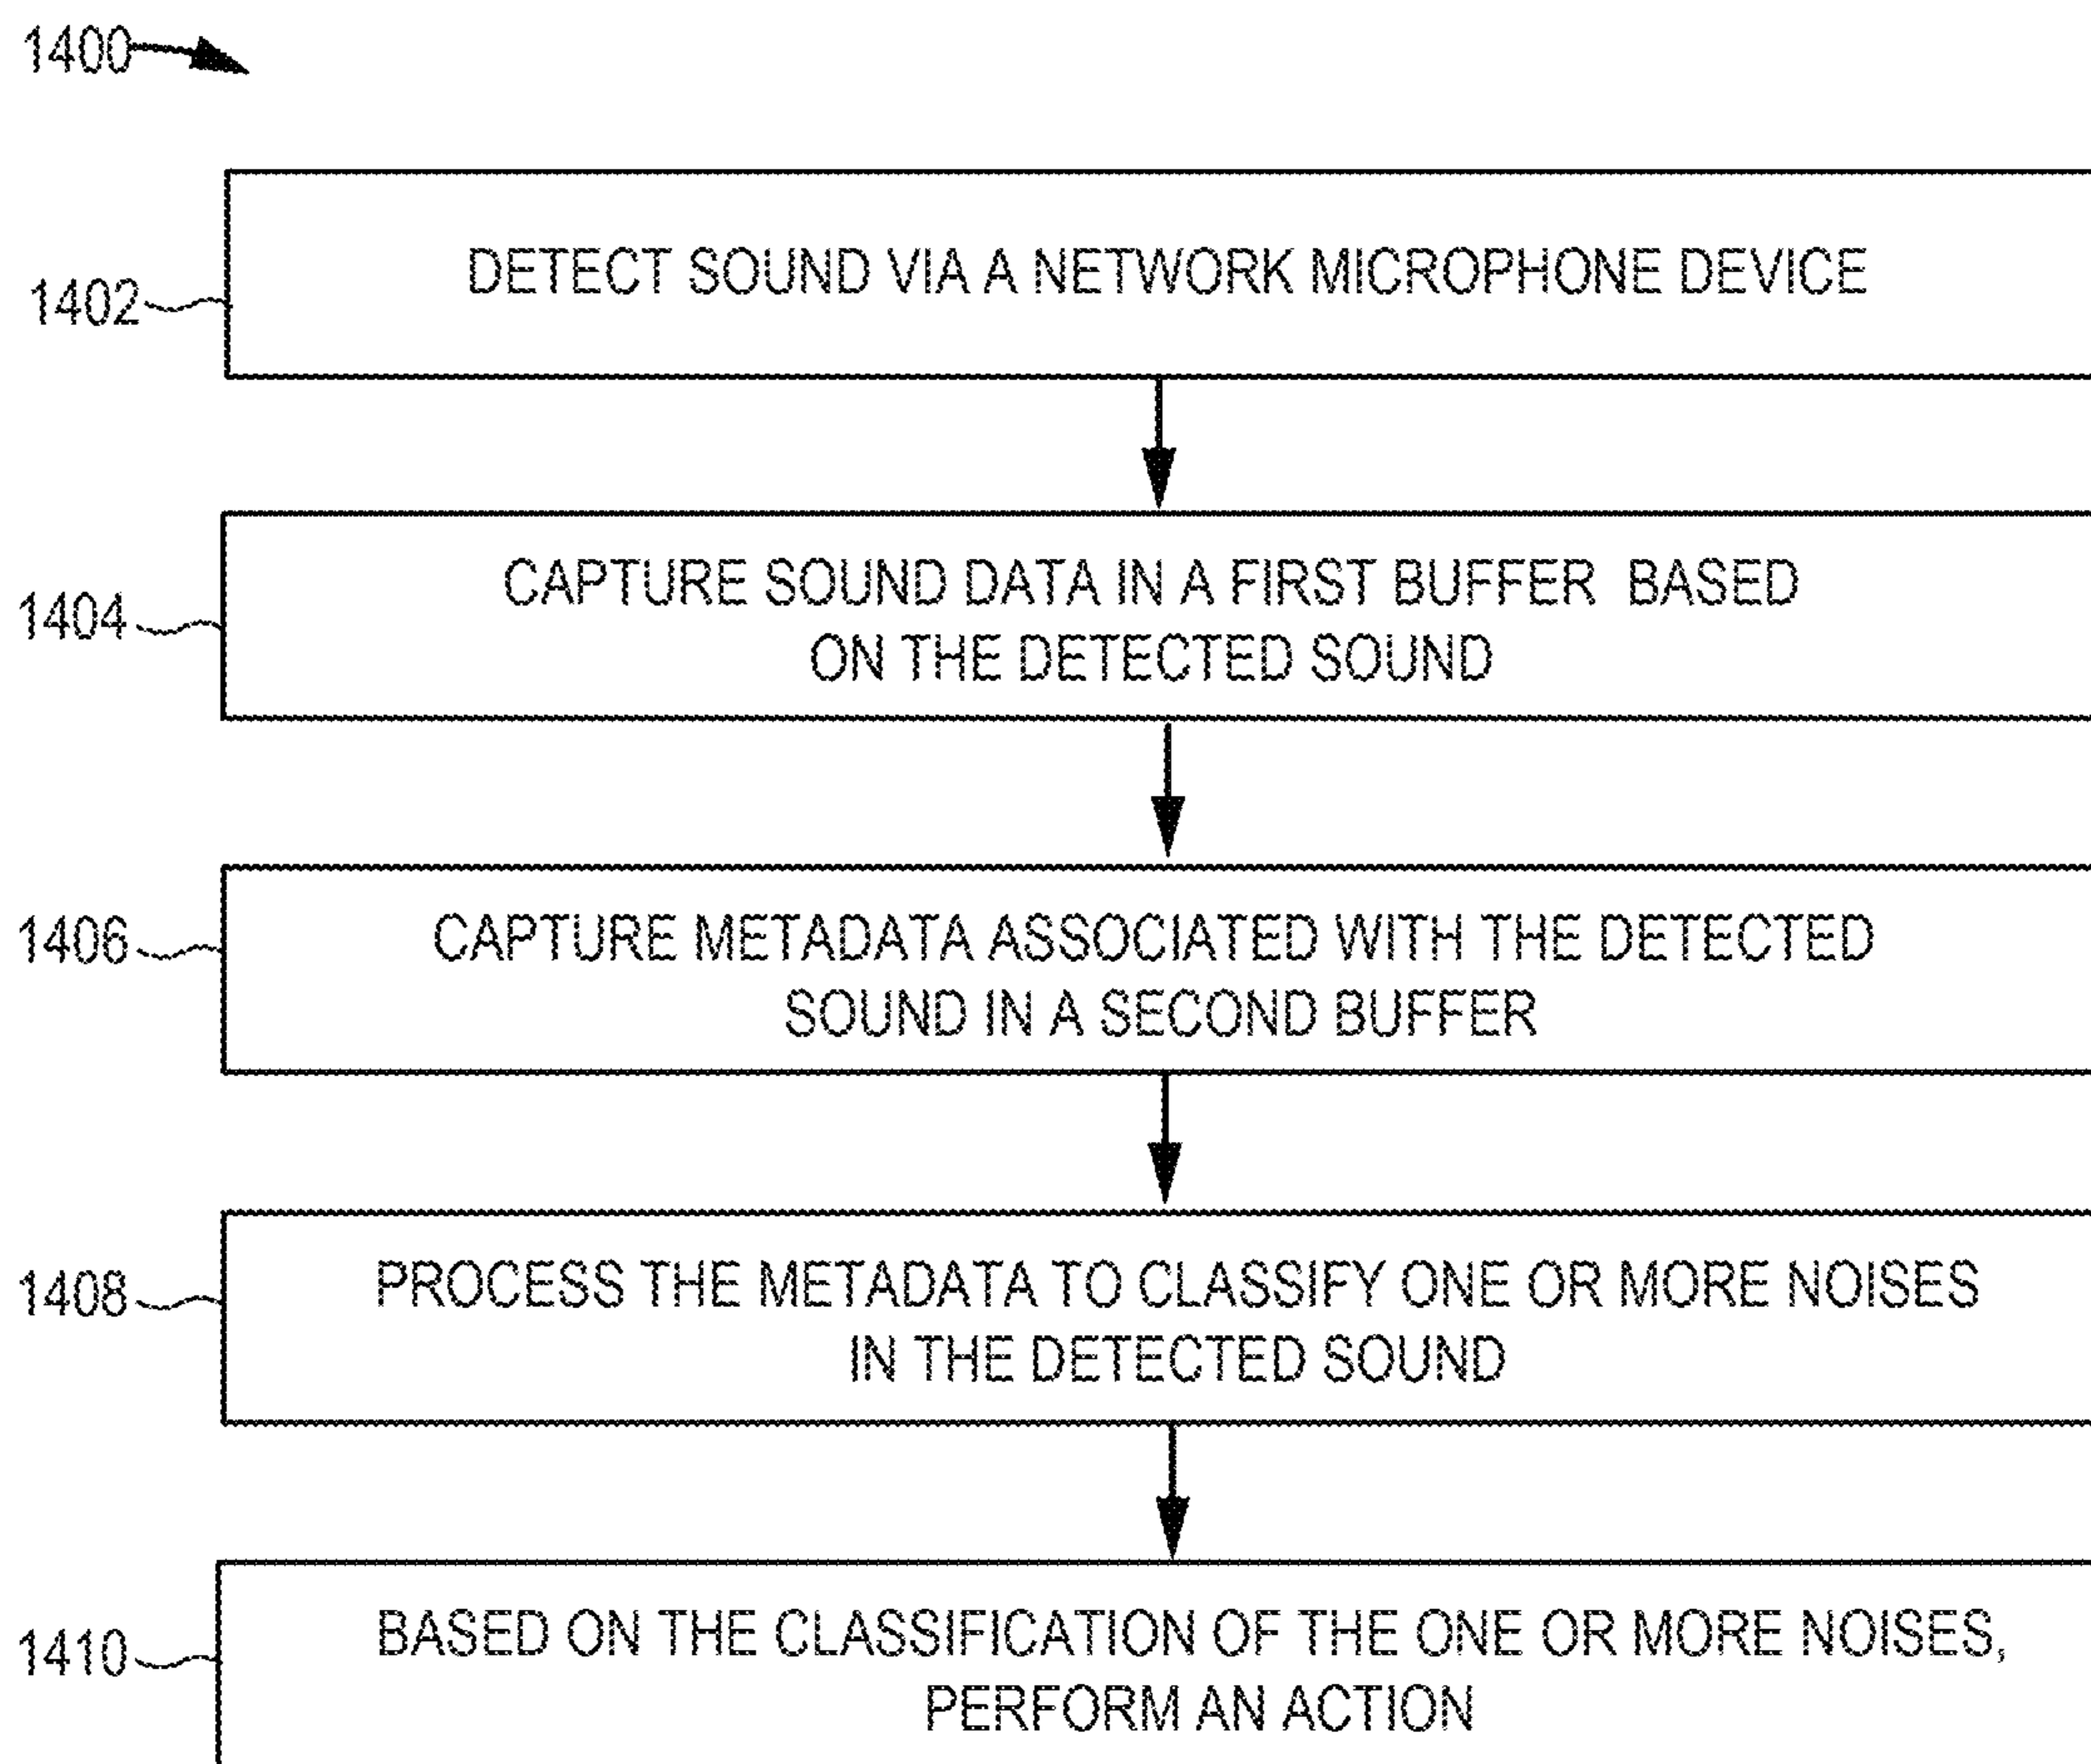 1400
1402
DETECT SOUND VIA A NETWORK MICROPHONE DEVICE
1404
CAPTURE SOUND DATA IN A FIRST BUFFER BASED
ON THE DETECTED SOUND
1406
CAPTURE METADATA ASSOCIATED WITH THE DETECTED
SOUND IN A SECOND BUFFER
1408
PROCESS THE METADATA TO CLASSIFY ONE OR MORE NOISES
IN THE DETECTED SOUND
1410
BASED ON THE CLASSIFICATION OF THE ONE OR MORE NOISES,
PERFORM AN ACTION